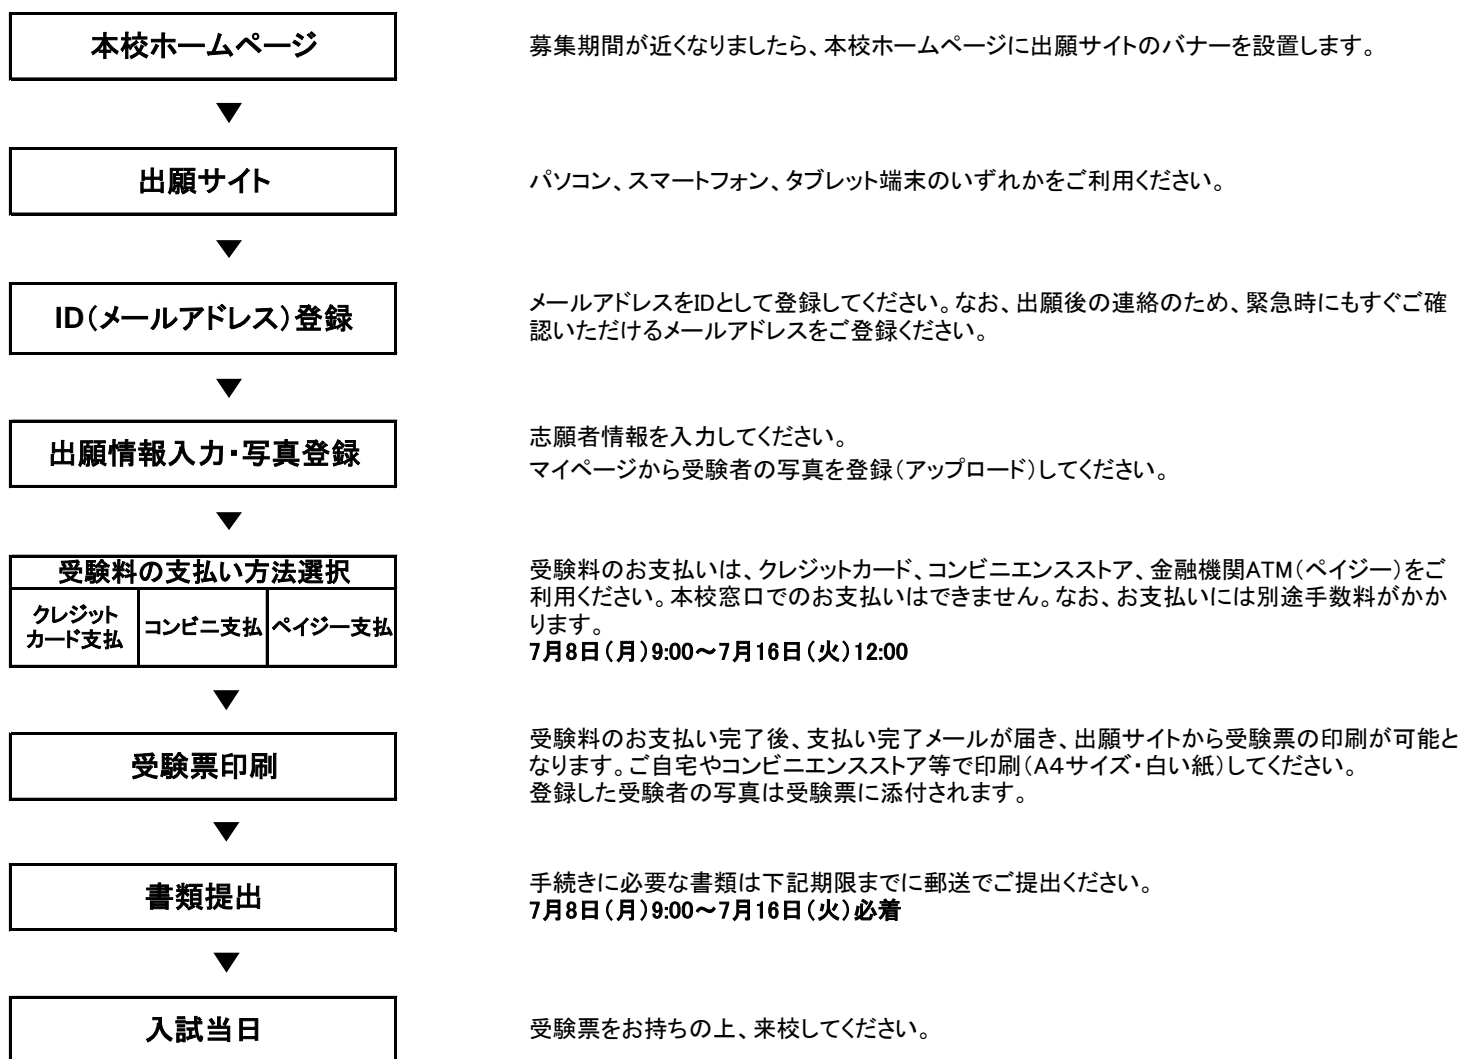 本校ホームページ
募集期間が近くなりましたら、本校ホームページに出願サイトのバナーを設置します。
▼
出願サイト
パソコン、スマートフォン、タブレット端末のいずれかをご利用ください。
▼
ID（メールアドレス）登録
メールアドレスをIDとして登録してください。なお、出願後の連絡のため、緊急時にもすぐご確
認いただけるメールアドレスをご登録ください。
▼
出願情報入力・写真登録
志願者情報を入力してください。
マイページから受験者の写真を登録（アップロード）してください。
▼
受験料の支払い方法選択
クレジット
カード支払
コンビニ支払
ペイジー支払
受験料のお支払いは、クレジットカード、コンビニエンスストア、金融機関ATM（ペイジー）をご
利用ください。本校窓口でのお支払いはできません。なお、お支払いには別途手数料がかか
ります。
7月8日（月）9:00～7月16日（火）12:00
▼
受験票印刷
受験料のお支払い完了後、支払い完了メールが届き、出願サイトから受験票の印刷が可能と
なります。ご自宅やコンビニエンスストア等で印刷（A4サイズ・白い紙）してください。
登録した受験者の写真は受験票に添付されます。
▼
書類提出
手続きに必要な書類は下記期限までに郵送でご提出ください。
7月8日（月）9:00～7月16日（火）必着
▼
入試当日
受験票をお持ちの上、来校してください。